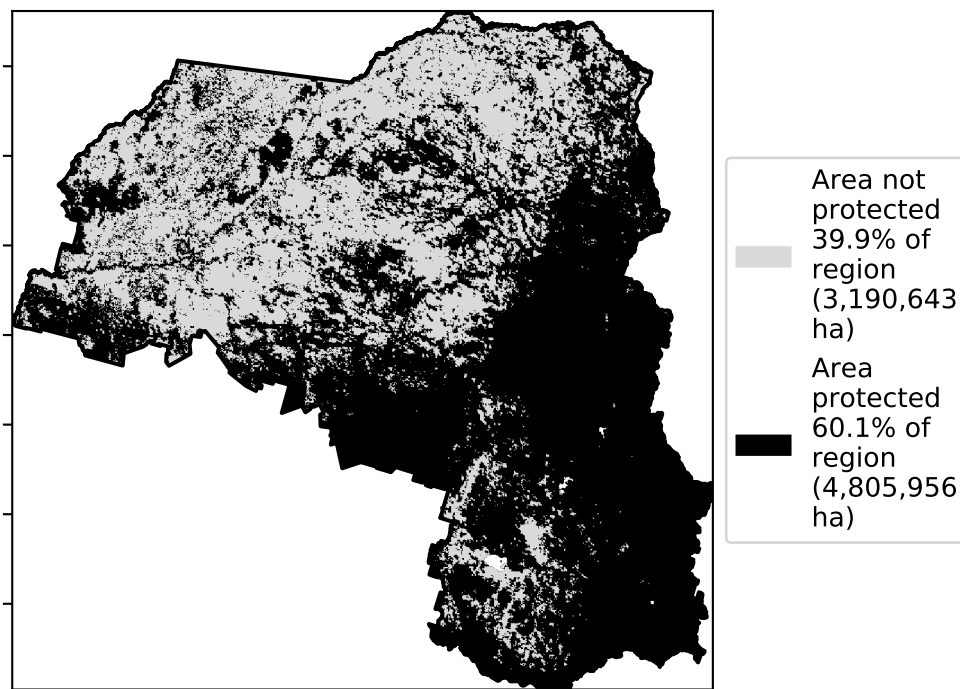 Area not
protected
39.9% of
region
(3,190,643
ha)
Area
protected
60.1% of
region
(4,805,956
ha)